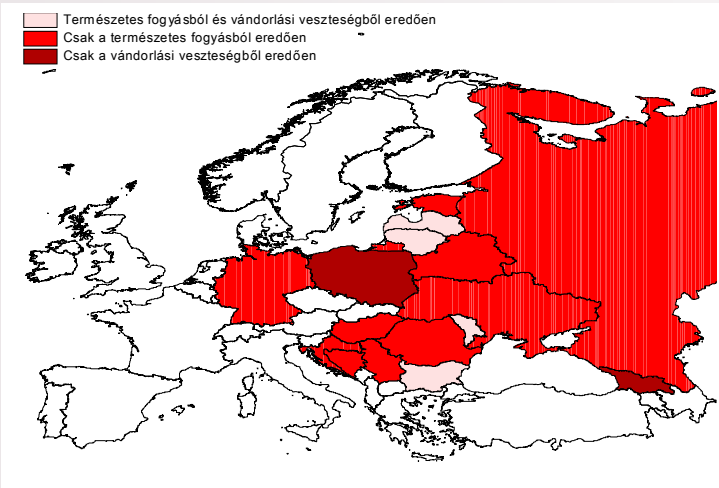 Természetes fogyásból és vándorlási veszteségből eredően
Csak a természetes fogyásból eredően
Csak a vándorlási veszteségből eredően